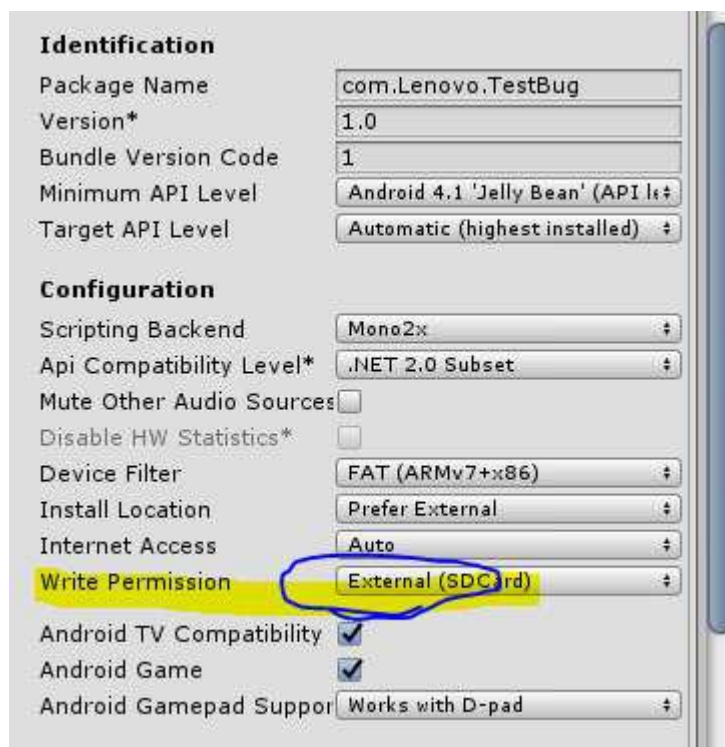 Identification
Package Name com.Lenovo.TestBug
Version* 1.0
Bundle Version Code 1
Minimum API Level Android 4.1 'Jelly Bean' (API le
Target API Level Automatic (highest installed)
Configuration
Scripting Backend Mono2x
Api Compatibility Level* .NET 2.0 Subset
Mute Other Audio Sources
Disable HW Statistics*
Device Filter FAT (ARMv7+x86)
Install Location Prefer External
Internet Access Auto
Write Permission External (SDCard)
Android TV Compatibility
Android Game
Android Gamepad Suppor Works with D-pad